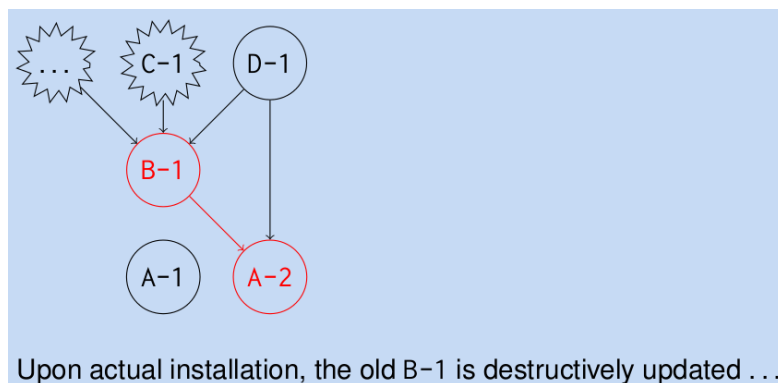 ... C-1 D-1
B-1
A-1 A-2
Upon actual installation, the old B-1 is destructively updated ...